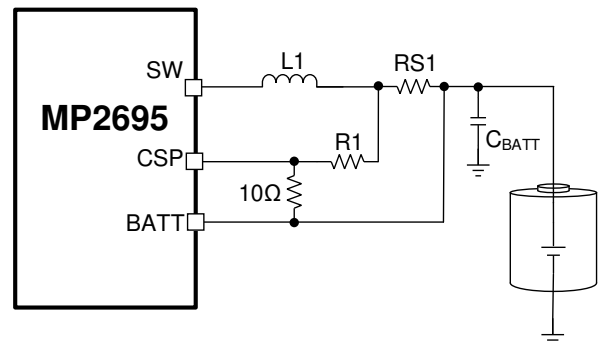 SW
L1
RS1
MP2695
CSP
R1
CBATT
10Ω
BATT